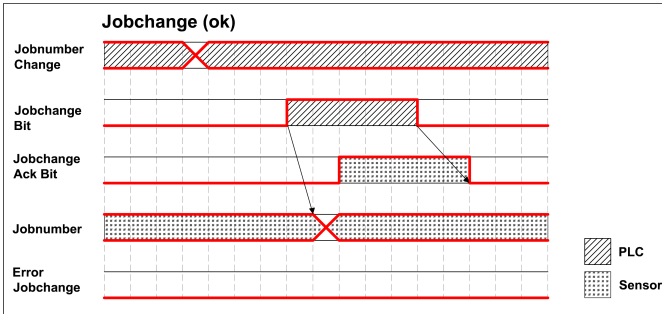 Jobchange (ok)
Jobnumber
Change
Jobchange
Bit
Jobchange
Ack Bit
Jobnumber
Error
Jobchange
PLC
Sensor